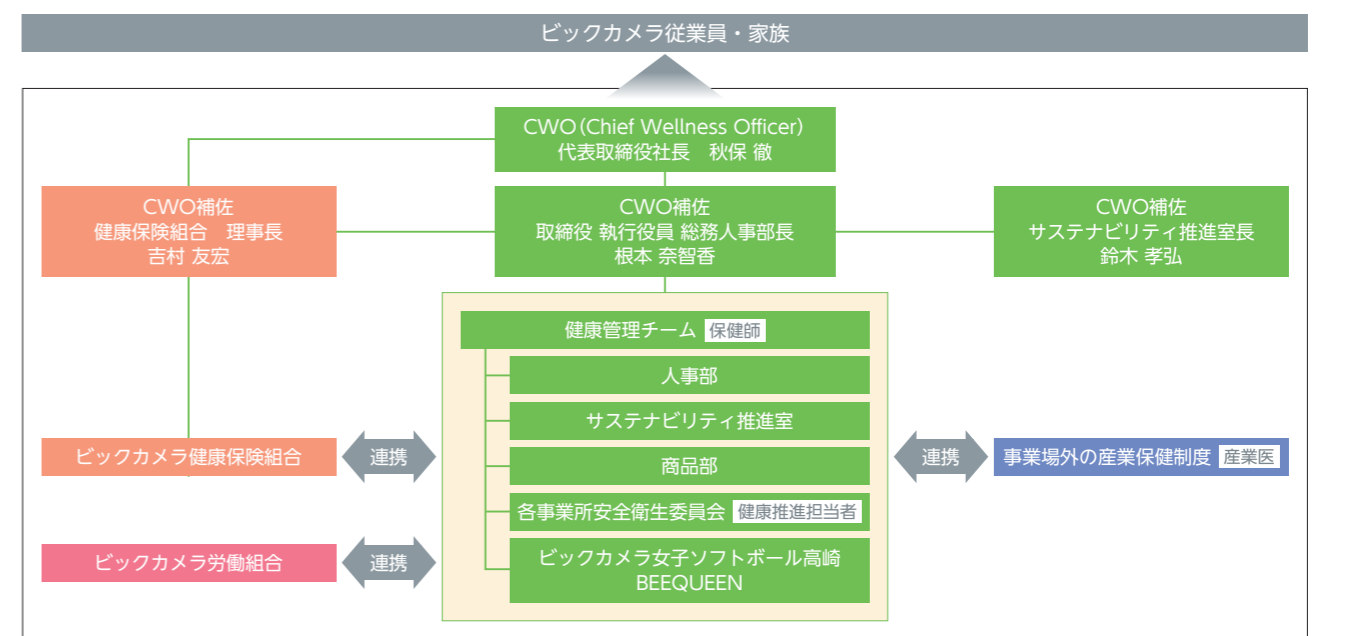 ビックカメラ従業員・家族
CWO（Chief Wellness Officer）
代表取締役社長　秋保 徹
CWO補佐
健康保険組合　理事長
吉村 友宏
CWO補佐
取締役 執行役員 総務人事部長
根本 奈智香
CWO補佐
サステナビリティ推進室長
鈴木 孝弘
健康管理チーム 保健師
人事部
サステナビリティ推進室
商品部
各事業所安全衛生委員会 健康推進担当者
ビックカメラ女子ソフトボール高崎
BEEQUEEN
ビックカメラ健康保険組合
連携
連携
事業場外の産業保健制度 産業医
ビックカメラ労働組合
連携